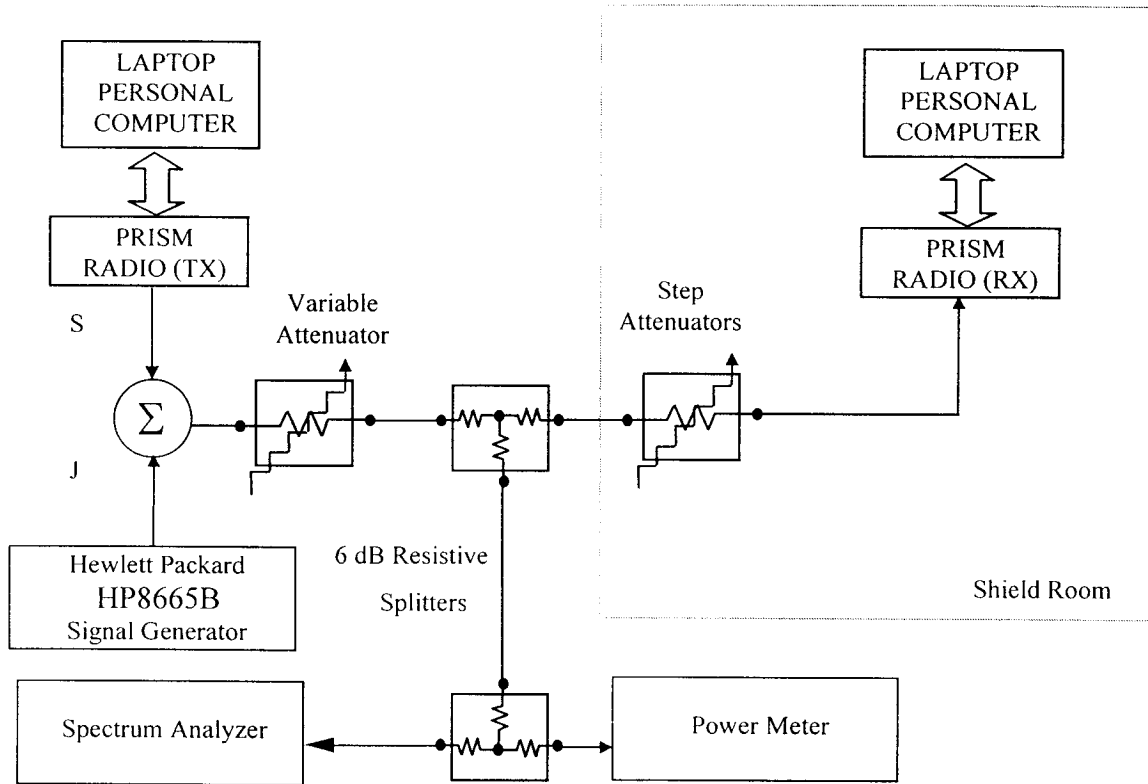 LAPTOP
PERSONAL
COMPUTER
LAPTOP
PERSONAL
COMPUTER
PRISM
RADIO (TX)
PRISM
RADIO (RX)
S
Variable
Attenuator
Step
Attenuators
Σ
J
Hewlett Packard
HP8665B
Signal Generator
6 dB Resistive
Splitters
Shield Room
Spectrum Analyzer
Power Meter